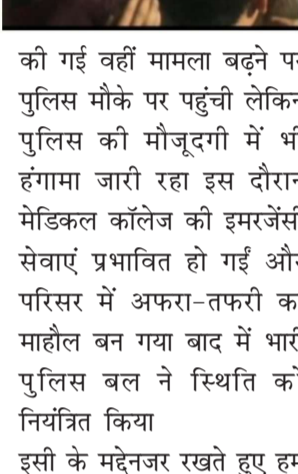 की गई वहीं मामला बढ़ने
पुलिस मौके पर पहुंची
पुलिस की मौजूदगी में
हंगामा जारी रहा इस
मेडिकल कॉलेज की
सेवाएं प्रभावित हो गईं
परिसर में अफरा-तफरी
माहौल बन गया बाद में
पुलिस बल ने स्थिति
नियंत्रित किया
इसी के मद्देनजर रखते हुए